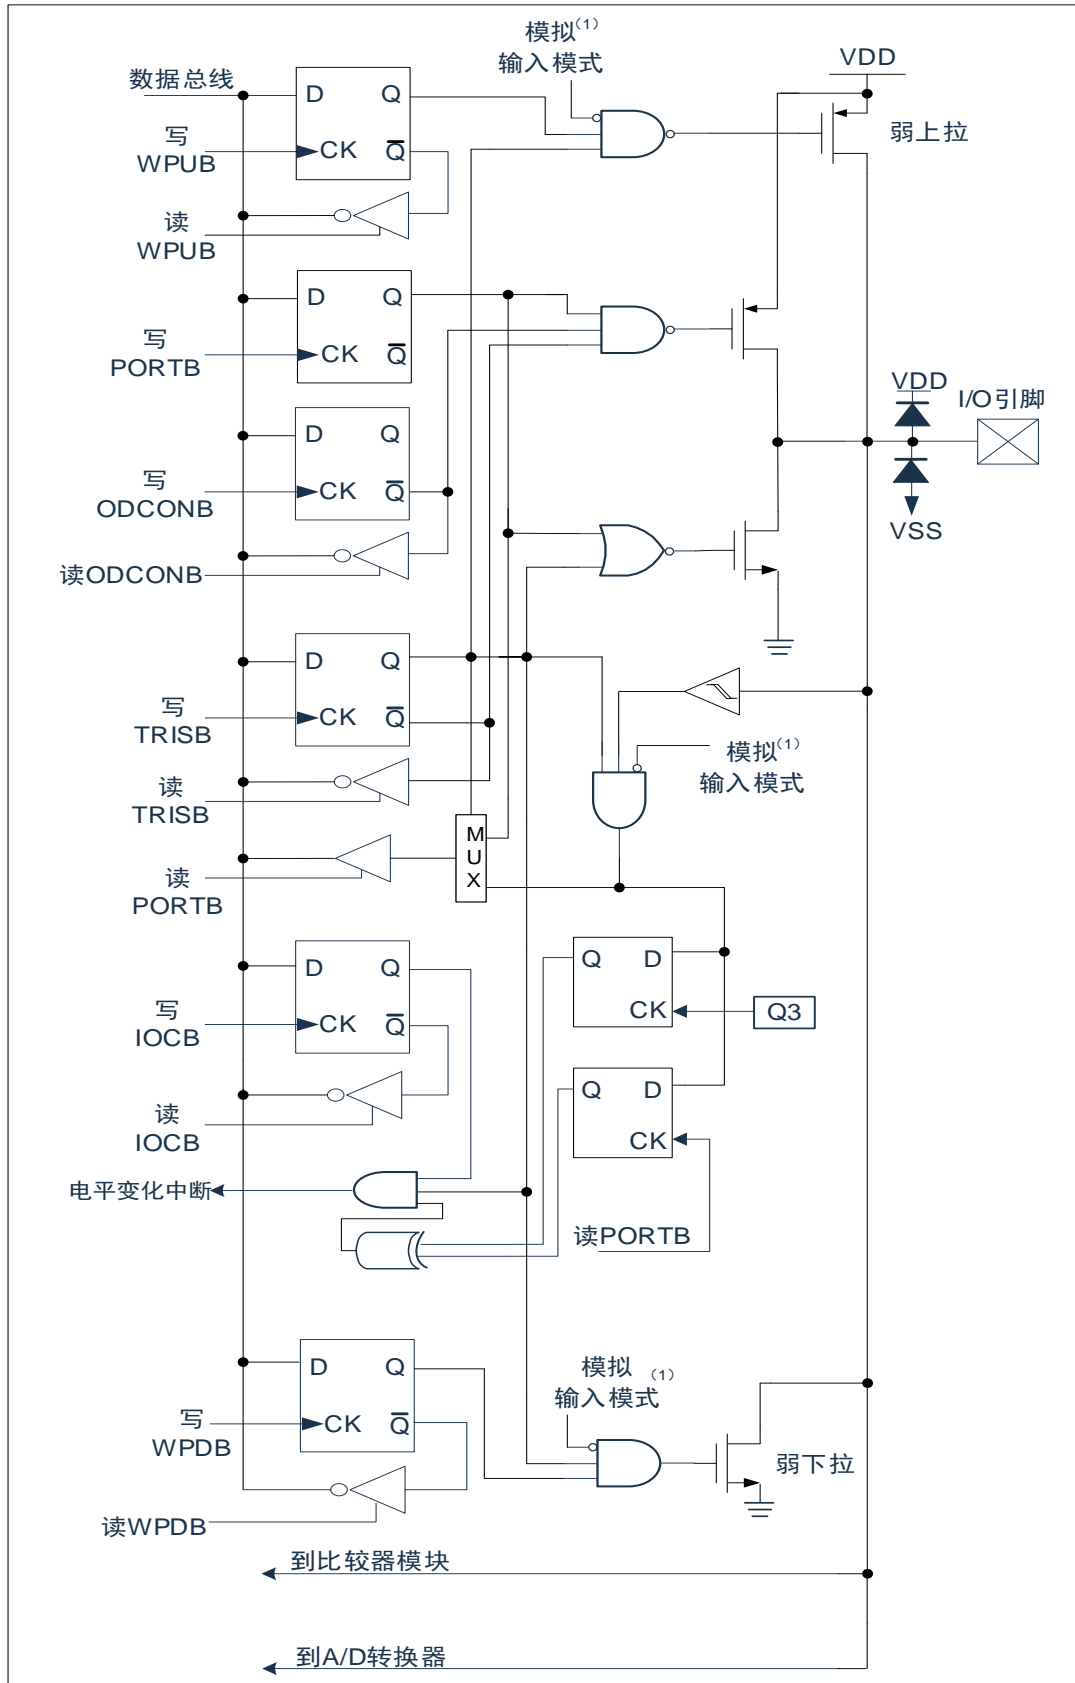 模拟(1)
输入模式
VDD
数据总线
D Q
弱上拉
写
WPUB
CK Q
读
WPUB
D Q
写
PORTB
CK Q
VDD
I/O引脚
D Q
写
ODCONB
CK Q
VSS
读ODCONB
D Q
写
TRISB
CK Q
模拟(1)
输入模式
读
TRISB
M
U
X
读
PORTB
Q D
D Q
写
IOCB
CK Q
CK
Q3
Q D
读
IOCB
CK
电平变化中断
读PORTB
D Q
模拟(1)
输入模式
写
WPDB
CK Q
弱下拉
读WPDB
到比较器模块
到A/D转换器